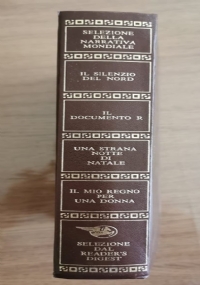 SELEZIONE
DELLA
NARRATIVA
MONDIALE
IL SILENZIO
DEL NORD
IL
DOCUMENTO R
UNA STRANA
NOTTE
DI
NATALE
IL MIO REGNO
PER
UNA DONNA
SELEZIONE
DAL
READER'S
DIGEST